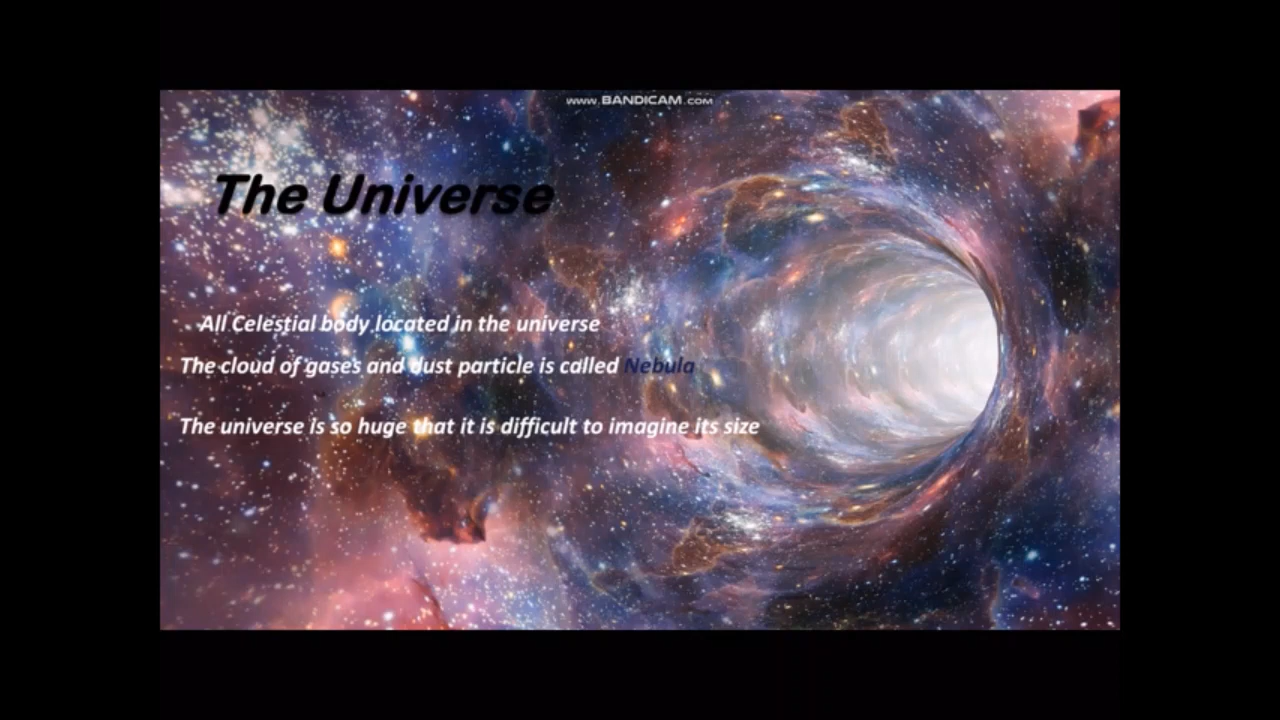 www.BANDICAM.com
The Universe
All Celestial body located in the universe
The cloud of gases and dust particle is called Nebula
The universe is so huge that it is difficult to imagine its size